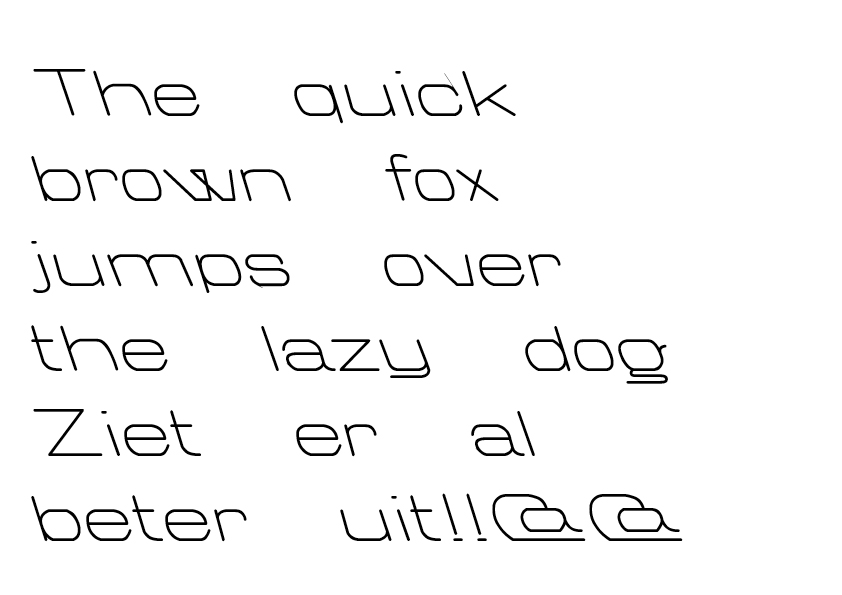 The quick
brown fox
jumps over
the lazy dog
Ziet er al
beter uit!!@@